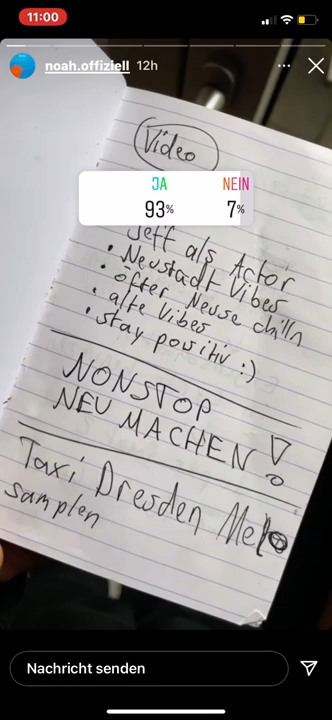 11:00
noah.offiziell 12h
Video
JA NEIN
93% 7%
Jeff als Actor
• Neustadt Vibes
• öfter Neuse chilln
• alte Vibes
• stay positiv :)
NONSTOP
NEU MACHEN!
Taxi Dresden Melo
samplen
Nachricht senden